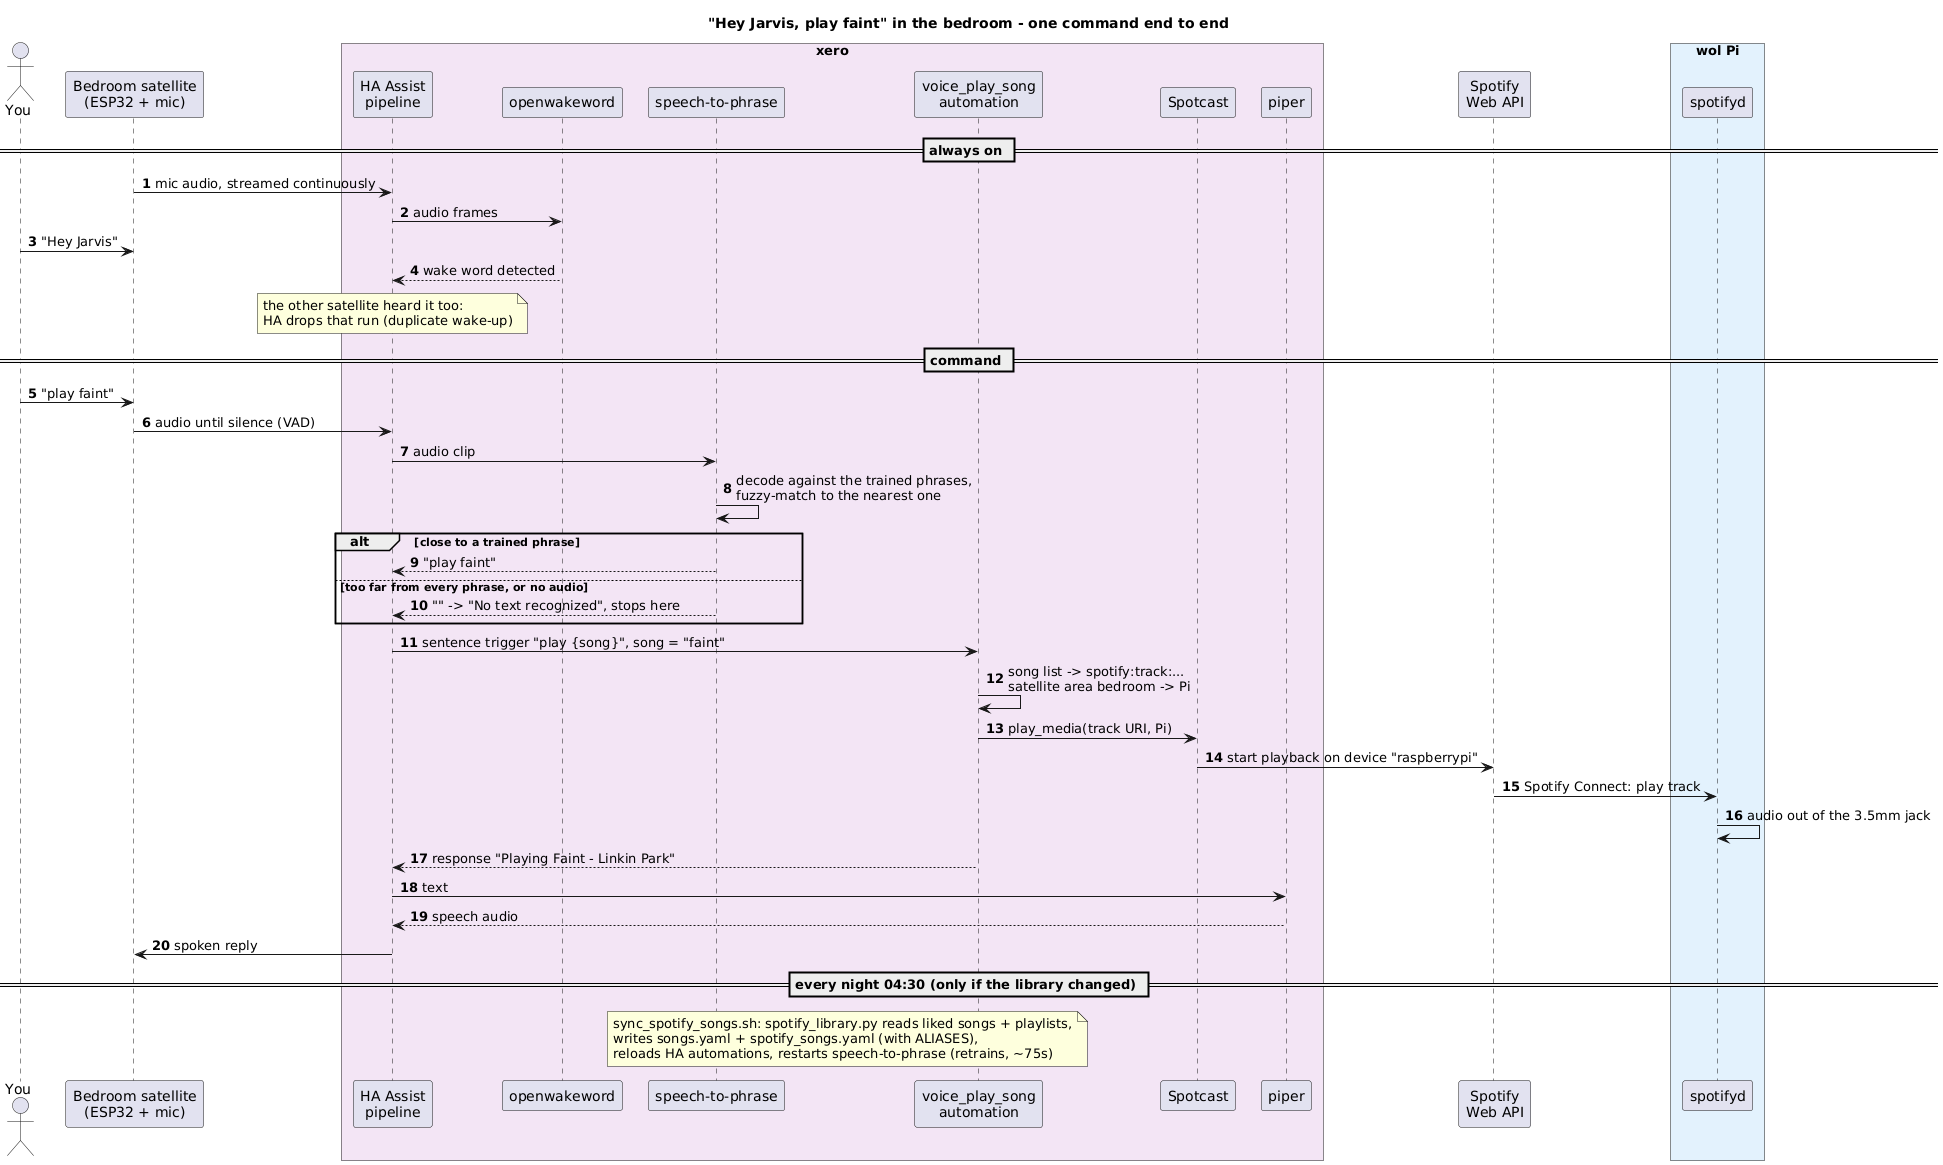 "Hey Jarvis, play faint" in the bedroom - one command end to end
xero
wol Pi
You
Bedroom satellite
(ESP32 + mic)
HA Assist
pipeline
openwakeword
speech-to-phrase
voice_play_song
automation
Spotcast
piper
Spotify
Web API
spotifyd
always on
1 mic audio, streamed continuously
2 audio frames
3 "Hey Jarvis"
4 wake word detected
the other satellite heard it too:
HA drops that run (duplicate wake-up)
command
5 "play faint"
6 audio until silence (VAD)
7 audio clip
8 decode against the trained phrases,
fuzzy-match to the nearest one
alt [close to a trained phrase]
9 "play faint"
[too far from every phrase, or no audio]
10 "" -> "No text recognized", stops here
11 sentence trigger "play {song}", song = "faint"
12 song list -> spotify:track:...
satellite area bedroom -> Pi
13 play_media(track URI, Pi)
14 start playback on device "raspberrypi"
15 Spotify Connect: play track
16 audio out of the 3.5mm jack
17 response "Playing Faint - Linkin Park"
18 text
19 speech audio
20 spoken reply
every night 04:30 (only if the library changed)
sync_spotify_songs.sh: spotify_library.py reads liked songs + playlists,
writes songs.yaml + spotify_songs.yaml (with ALIASES),
reloads HA automations, restarts speech-to-phrase (retrains, ~75s)
You
Bedroom satellite
(ESP32 + mic)
HA Assist
pipeline
openwakeword
speech-to-phrase
voice_play_song
automation
Spotcast
piper
Spotify
Web API
spotifyd